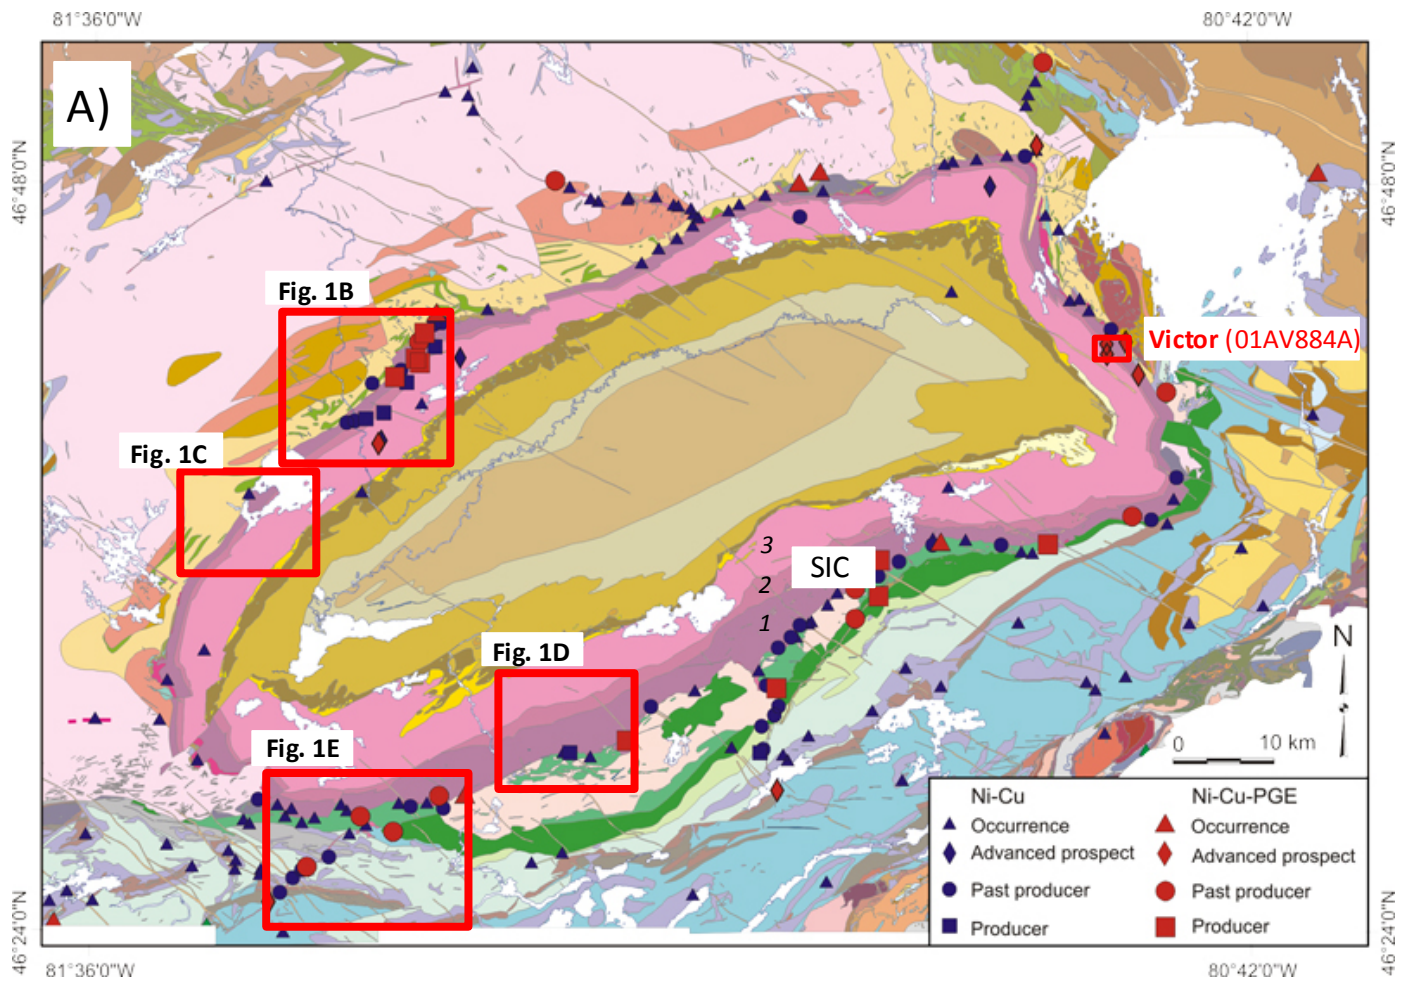 81°36'0"W
80°42'0"W
A)
46°48'0"N
46°48'0"N
Fig. 1B
Victor (01AV884A)
Fig. 1C
3
SIC
2
1
N
Fig. 1D
Fig. 1E
0 10 km
Ni-Cu Ni-Cu-PGE
Occurrence Occurrence
Advanced prospect Advanced prospect
Past producer Past producer
Producer Producer
46°24'0"N
46°24'0"N
81°36'0"W
80°42'0"W